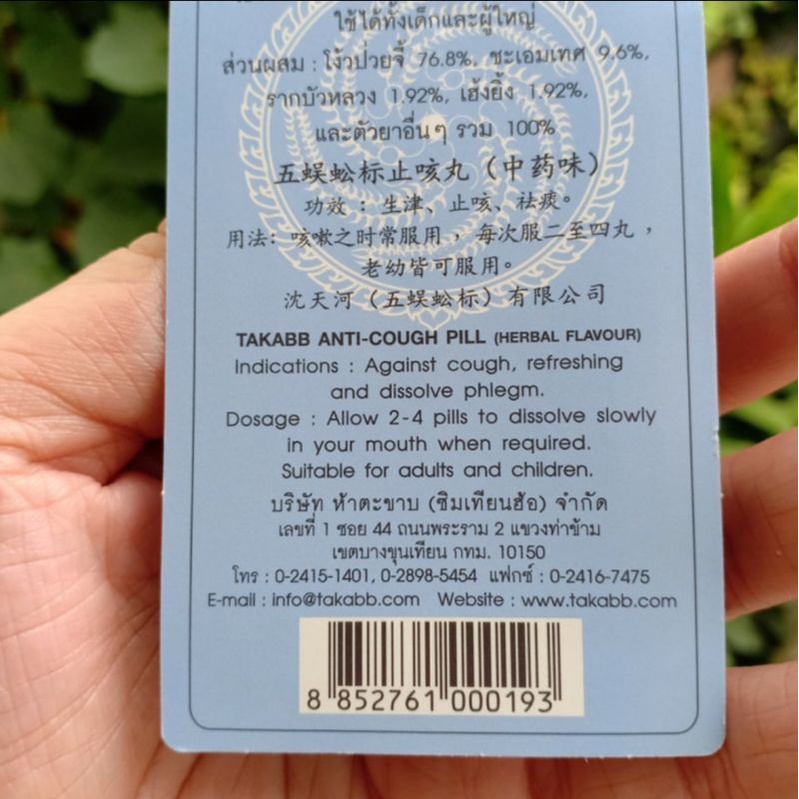 ใช้ได้ทั้งเด็กและผู้ใหญ่
ส่วนผสม : โง้วป่วยจี้ 76.8%, ชะเอมเทศ 9.6%,
รากบัวหลวง 1.92%, เฮ้งยิ้ง 1.92%,
และตัวยาอื่นๆ รวม 100%
五蜈蚣标止咳丸（中药味）
功效：生津、止咳、祛痰。
用法：咳嗽之时常服用，每次服二至四丸，
老幼皆可服用。
沈天河（五蜈蚣标）有限公司
TAKABB ANTI-COUGH PILL (HERBAL FLAVOUR)
Indications : Against cough, refreshing
and dissolve phlegm.
Dosage : Allow 2-4 pills to dissolve slowly
in your mouth when required.
Suitable for adults and children.
บริษัท ห้าตะขาบ (ซิมเทียนฮ้อ) จำกัด
เลขที่ 1 ซอย 44 ถนนพระราม 2 แขวงท่าข้าม
เขตบางขุนเทียน กทม. 10150
โทร : 0-2415-1401, 0-2898-5454 แฟกซ์ : 0-2416-7475
E-mail : info@takabb.com Website : www.takabb.com
8 852761 000193